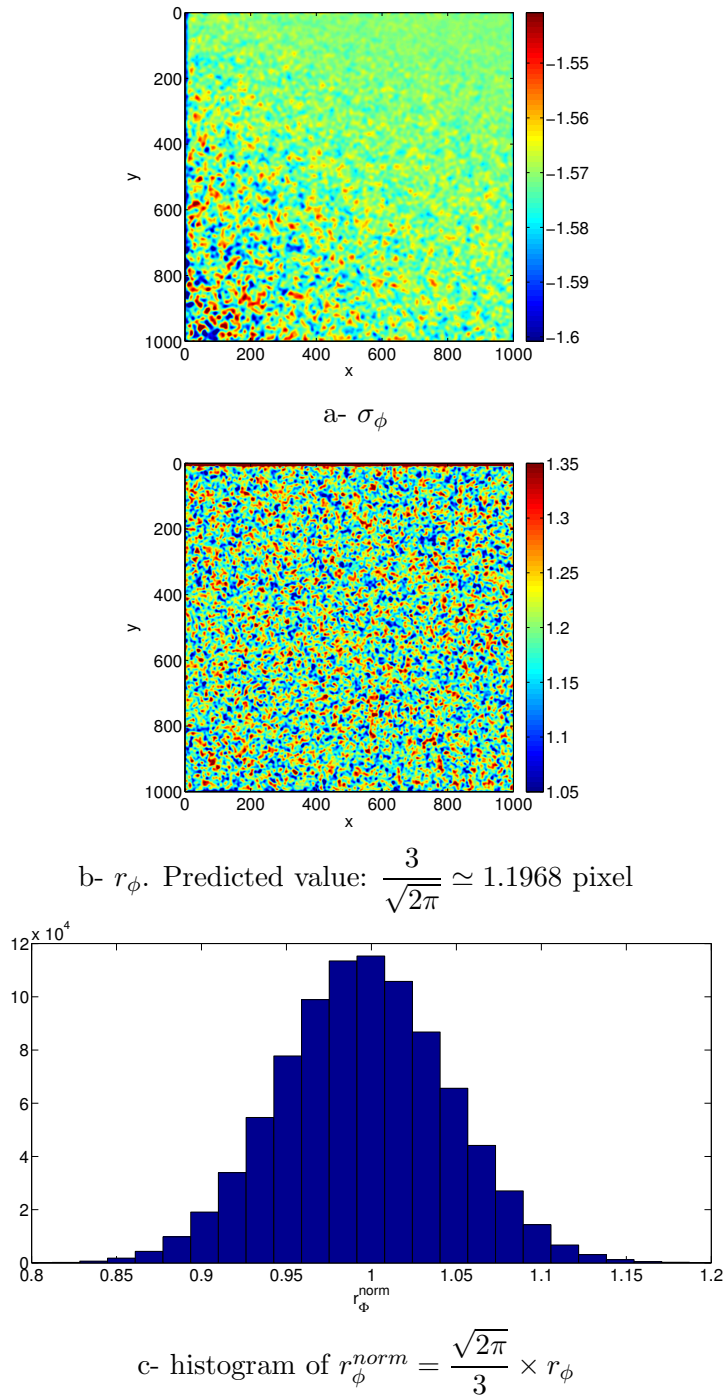 0
200
400
600
800
1000
y
0 200 400 600 800 1000
x
−1.55
−1.56
−1.57
−1.58
−1.59
−1.6
a- σ_ϕ
0
200
400
600
800
1000
y
0 200 400 600 800 1000
x
1.35
1.3
1.25
1.2
1.15
1.1
1.05
b- r_ϕ. Predicted value: 3/√(2π) ≃ 1.1968 pixel
x 10^4
12
10
8
6
4
2
0
0.8 0.85 0.9 0.95 1 1.05 1.1 1.15 1.2
r_Φ^norm
c- histogram of r_ϕ^norm = √(2π)/3 × r_ϕ